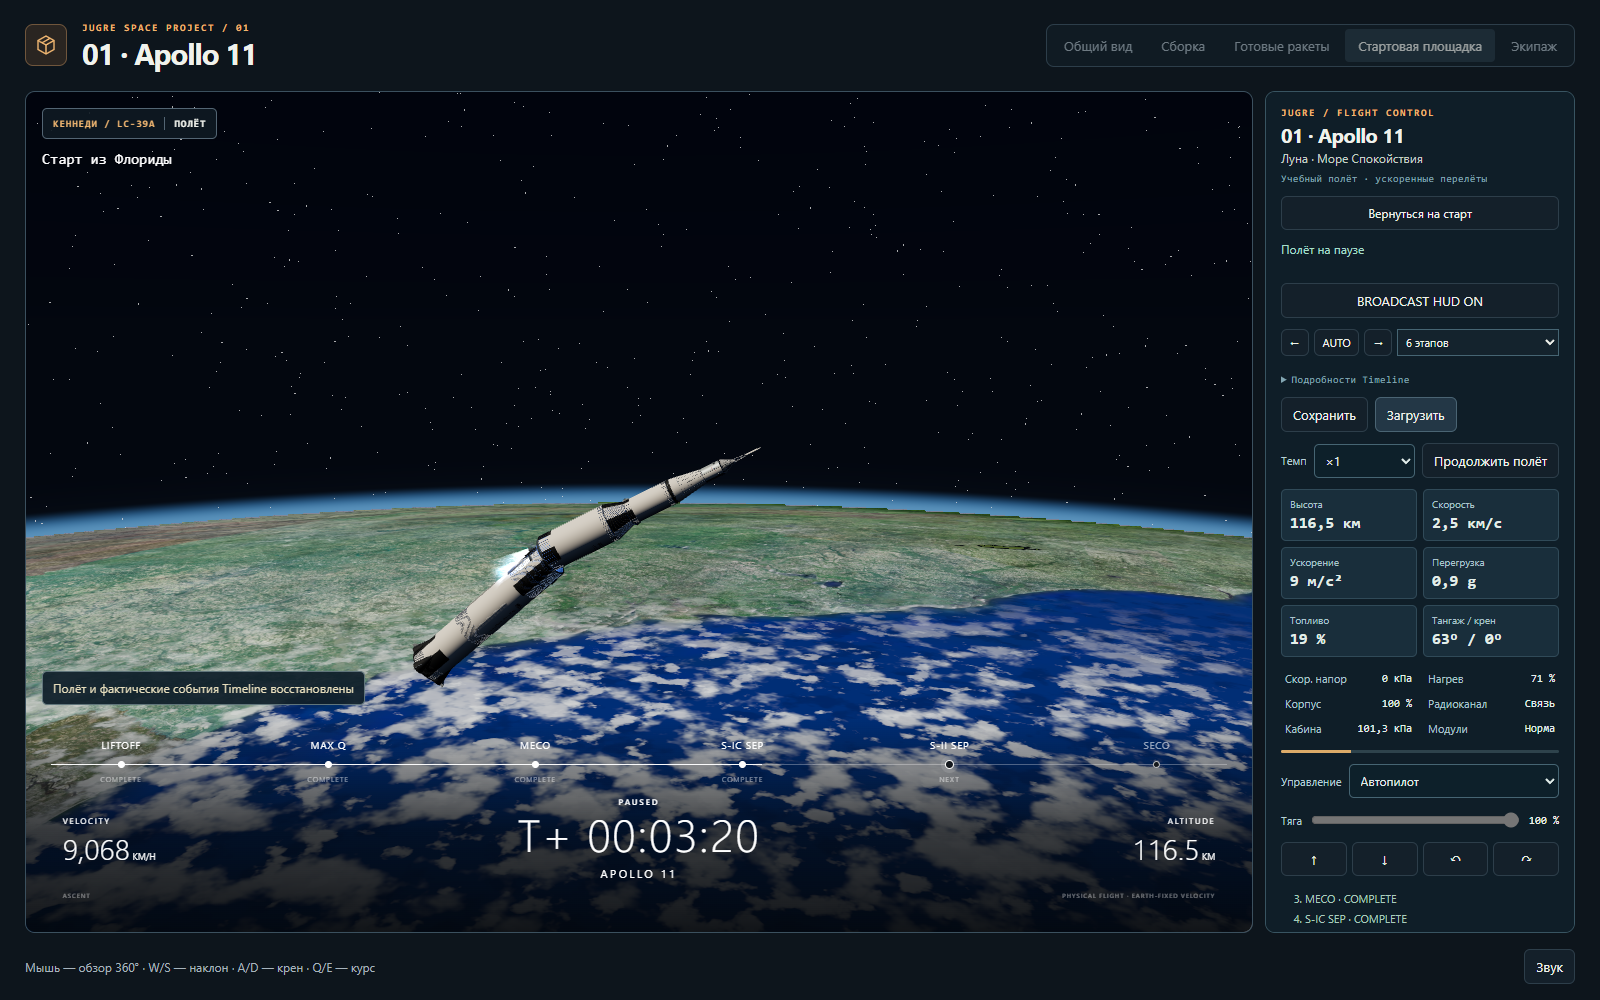 JUGRE SPACE PROJECT / 01
01 · Apollo 11
Общий вид
Сборка
Готовые ракеты
Стартовая площадка
Экипаж
КЕННЕДИ / LC-39A | ПОЛЁТ
Старт из Флориды
Полёт и фактические события Timeline восстановлены
LIFTOFF
MAX Q
MECO
S-IC SEP
S-II SEP
SECO
COMPLETE
COMPLETE
COMPLETE
COMPLETE
NEXT
PAUSED
VELOCITY
T+ 00:03:20
ALTITUDE
9,068 КМ/Н
116.5 КМ
APOLLO 11
ASCENT
PHYSICAL FLIGHT · EARTH-FIXED VELOCITY
JUGRE / FLIGHT CONTROL
01 · Apollo 11
Луна · Море Спокойствия
Учебный полёт · ускоренные перелёты
Вернуться на старт
Полёт на паузе
BROADCAST HUD ON
← AUTO → 6 этапов
▶ Подробности Timeline
Сохранить
Загрузить
Темп ×1 Продолжить полёт
Высота
116,5 км
Скорость
2,5 км/с
Ускорение
9 м/с²
Перегрузка
0,9 g
Топливо
19 %
Тангаж / крен
63° / 0°
Скор. напор 0 кПа Нагрев 71 %
Корпус 100 % Радиоканал Связь
Кабина 101,3 кПа Модули Норма
Управление Автопилот
Тяга 100 %
↑ ↓ ↶ ↷
3. MECO · COMPLETE
4. S-IC SEP · COMPLETE
Мышь — обзор 360° · W/S — наклон · A/D — крен · Q/E — курс
Звук